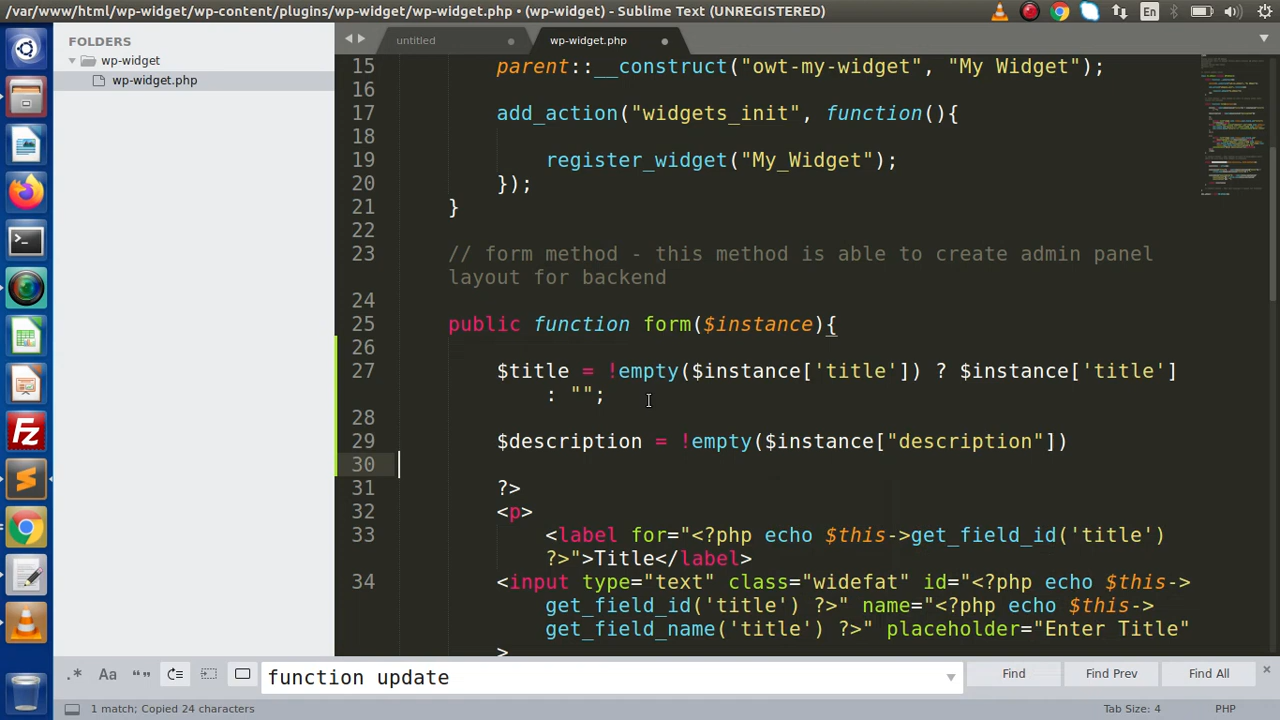 /var/www/html/wp-widget/wp-content/plugins/wp-widget/wp-widget.php • (wp-widget) - Sublime Text (UNREGISTERED)
En
FOLDERS
wp-widget
wp-widget.php
untitled
wp-widget.php
15 parent::__construct("owt-my-widget", "My Widget");
16
17 add_action("widgets_init", function(){
18
19 register_widget("My_Widget");
20 });
21 }
22
23 // form method - this method is able to create admin panel
layout for backend
24
25 public function form($instance){
26
27 $title = !empty($instance['title']) ? $instance['title']
: "";
28
29 $description = !empty($instance["description"])
30
31 ?>
32 <p>
33 <label for="<?php echo $this->get_field_id('title')
?>">Title</label>
34 <input type="text" class="widefat" id="<?php echo $this->
get_field_id('title') ?>" name="<?php echo $this->
get_field_name('title') ?>" placeholder="Enter Title"
>
.* Aa “” function update Find Find Prev Find All
1 match; Copied 24 characters
Tab Size: 4
PHP